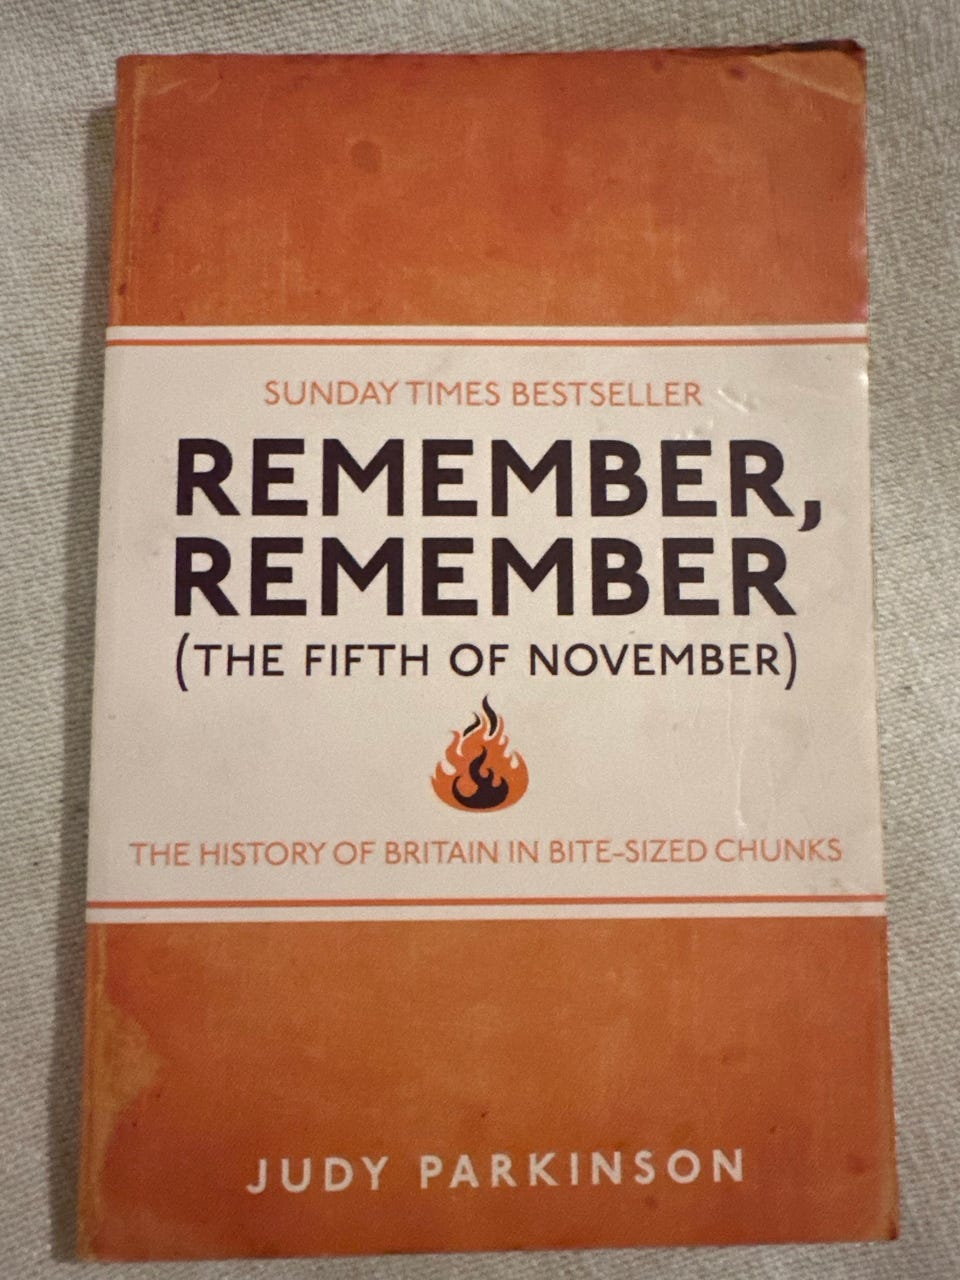 SUNDAY TIMES BESTSELLER
REMEMBER,
REMEMBER
(THE FIFTH OF NOVEMBER)
THE HISTORY OF BRITAIN IN BITE-SIZED CHUNKS
JUDY PARKINSON